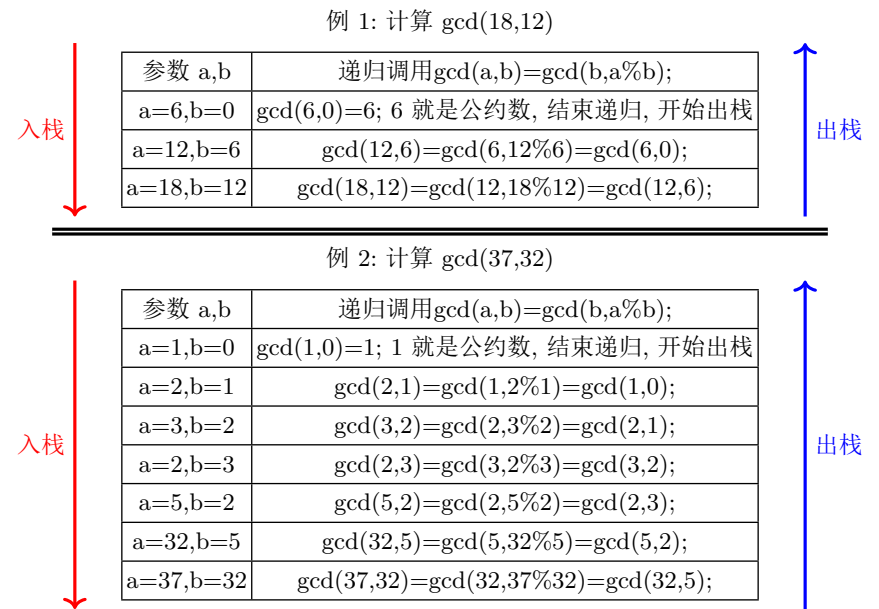 例 1: 计算 gcd(18,12)
参数 a,b 递归调用gcd(a,b)=gcd(b,a%b);
a=6,b=0 gcd(6,0)=6; 6 就是公约数, 结束递归, 开始出栈
入栈
出栈
a=12,b=6 gcd(12,6)=gcd(6,12%6)=gcd(6,0);
a=18,b=12 gcd(18,12)=gcd(12,18%12)=gcd(12,6);
例 2: 计算 gcd(37,32)
参数 a,b 递归调用gcd(a,b)=gcd(b,a%b);
a=1,b=0 gcd(1,0)=1; 1 就是公约数, 结束递归, 开始出栈
a=2,b=1 gcd(2,1)=gcd(1,2%1)=gcd(1,0);
a=3,b=2 gcd(3,2)=gcd(2,3%2)=gcd(2,1);
入栈
出栈
a=2,b=3 gcd(2,3)=gcd(3,2%3)=gcd(3,2);
a=5,b=2 gcd(5,2)=gcd(2,5%2)=gcd(2,3);
a=32,b=5 gcd(32,5)=gcd(5,32%5)=gcd(5,2);
a=37,b=32 gcd(37,32)=gcd(32,37%32)=gcd(32,5);